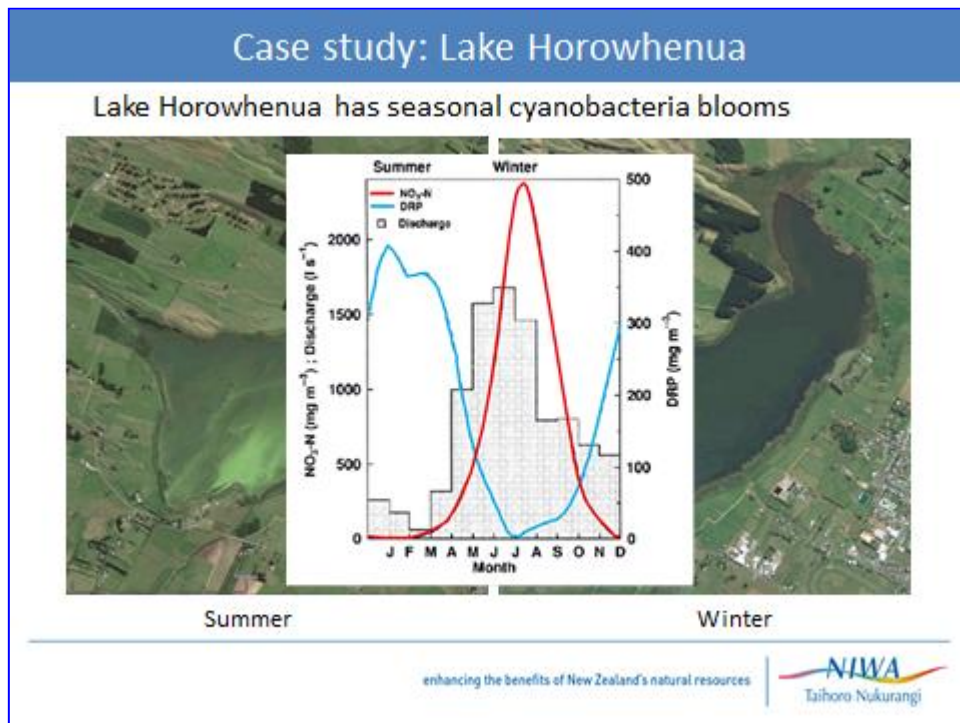 Case study: Lake Horowhenua
Lake Horowhenua has seasonal cyanobacteria blooms
Summer Winter
NO₃-N
DRP
Discharge
NO₃-N (mg m⁻³) ; Discharge (l s⁻¹)
2000
1500
1000
500
0
500
400
300
200
100
0
DRP (mg m⁻³)
J F M A M J J A S O N D
Month
Summer
Winter
enhancing the benefits of New Zealand's natural resources
NIWA
Taihoro Nukurangi